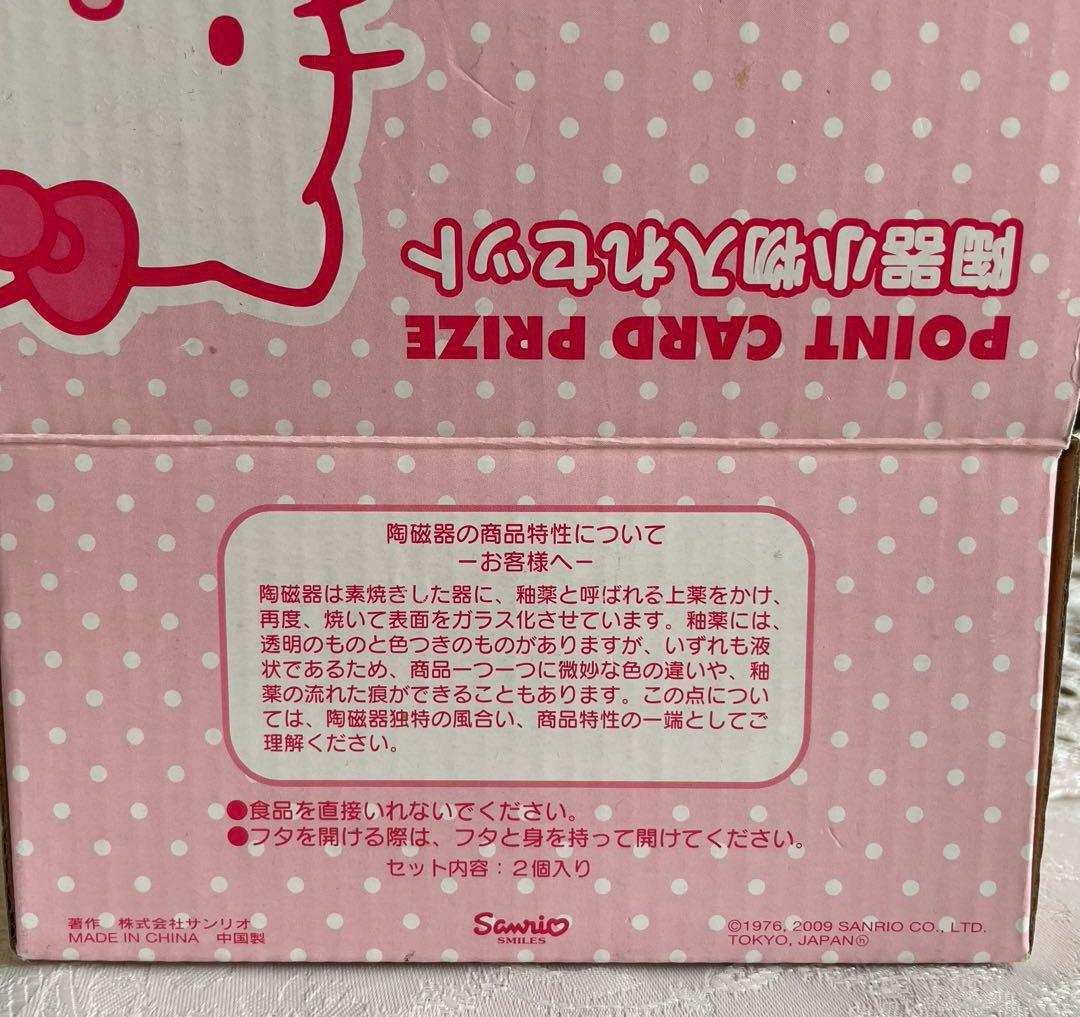 陶器小物入れセット
POINT CARD PRIZE
陶磁器の商品特性について
－お客様へ－
陶磁器は素焼きした器に、釉薬と呼ばれる上薬をかけ、
再度、焼いて表面をガラス化させています。釉薬には、
透明のものと色つきのものがありますが、いずれも液
状であるため、商品一つ一つに微妙な色の違いや、釉
薬の流れた痕ができることもあります。この点につい
ては、陶磁器独特の風合い、商品特性の一端としてご
理解ください。
●食品を直接いれないでください。
●フタを開ける際は、フタと身を持って開けてください。
セット内容：2個入り
著作 株式会社サンリオ
MADE IN CHINA 中国製
Sanrio
SMILES
©1976, 2009 SANRIO CO., LTD.
TOKYO, JAPANⓗ